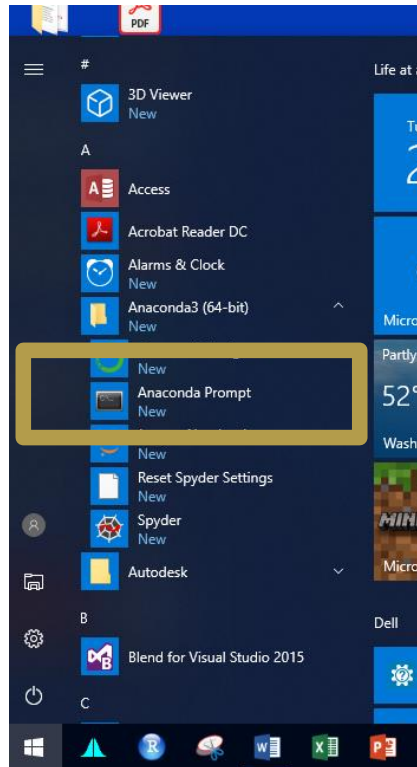 PDF
#
Life at a
3D Viewer
New
A
Access
Acrobat Reader DC
Alarms & Clock
New
Anaconda3 (64-bit)
New
Micro
Partly
New
Anaconda Prompt
New
52°
Wash
New
Reset Spyder Settings
New
Spyder
New
MIN
Micro
Autodesk
B
Dell
Blend for Visual Studio 2015
C